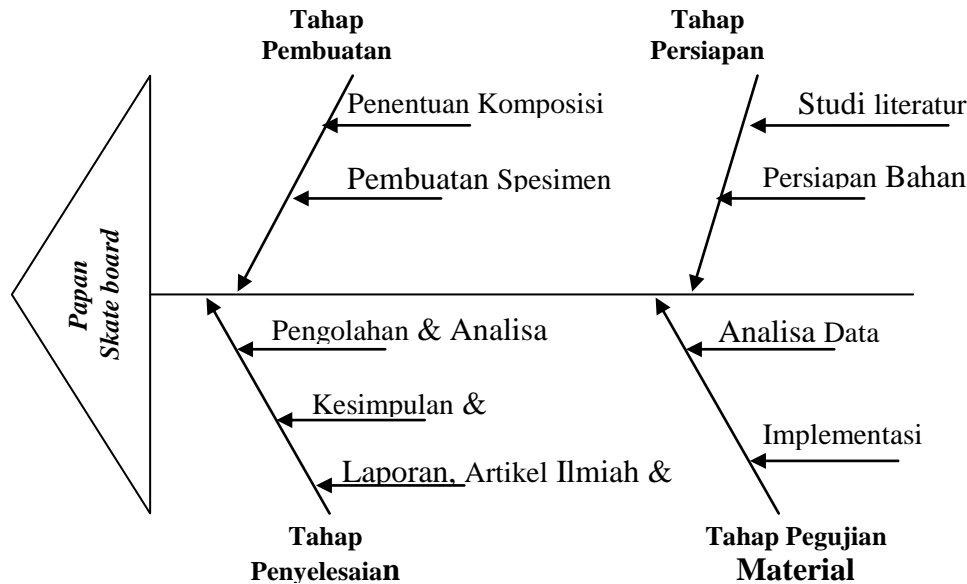 Tahap
Pembuatan
Tahap
Persiapan
Penentuan Komposisi
Studi literatur
Pembuatan Spesimen
Persiapan Bahan
Papan
Skate board
Pengolahan & Analisa
Analisa Data
Kesimpulan &
Implementasi
Laporan, Artikel Ilmiah &
Tahap
Penyelesaian
Tahap Pegujian
Material